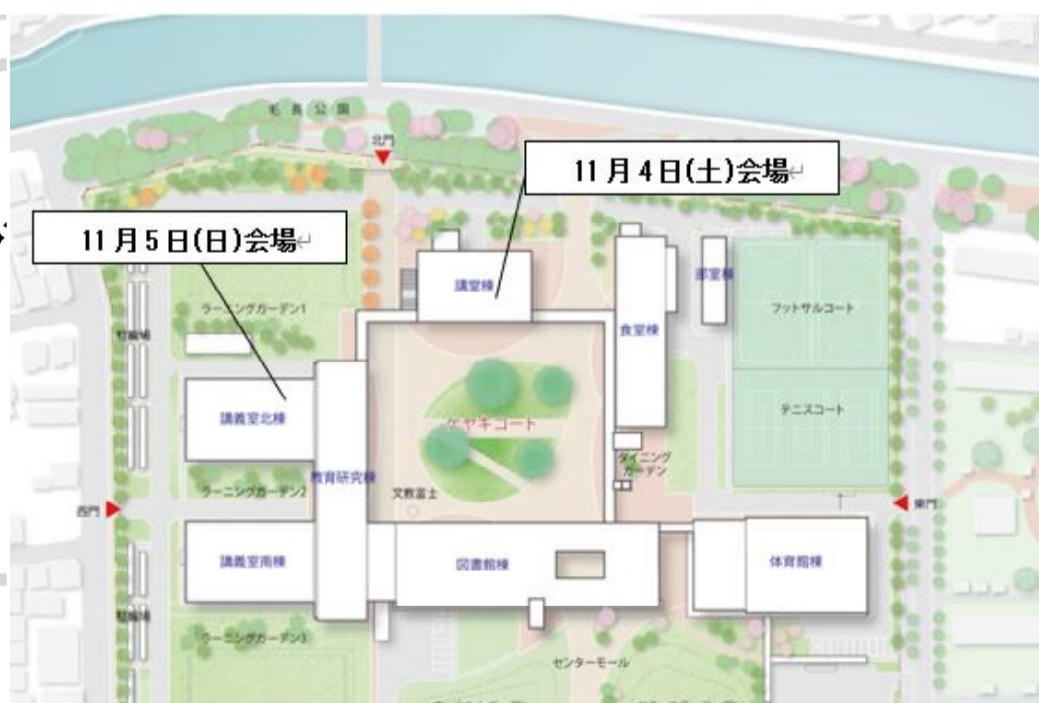 毛長公園
北門
11月4日(土)会場↵
11月5日(日)会場↵
講堂棟
部室棟
ラーニングガーデン1
フットサルコート
駐輪場
食堂棟
講義室北棟
ケヤキコート
テニスコート
ダイニング
ガーデン
教育研究棟
ラーニングガーデン2
文教富士
西門
東門
講義室南棟
図書館棟
体育館棟
駐輪場
ラーニングガーデン3
センターモール